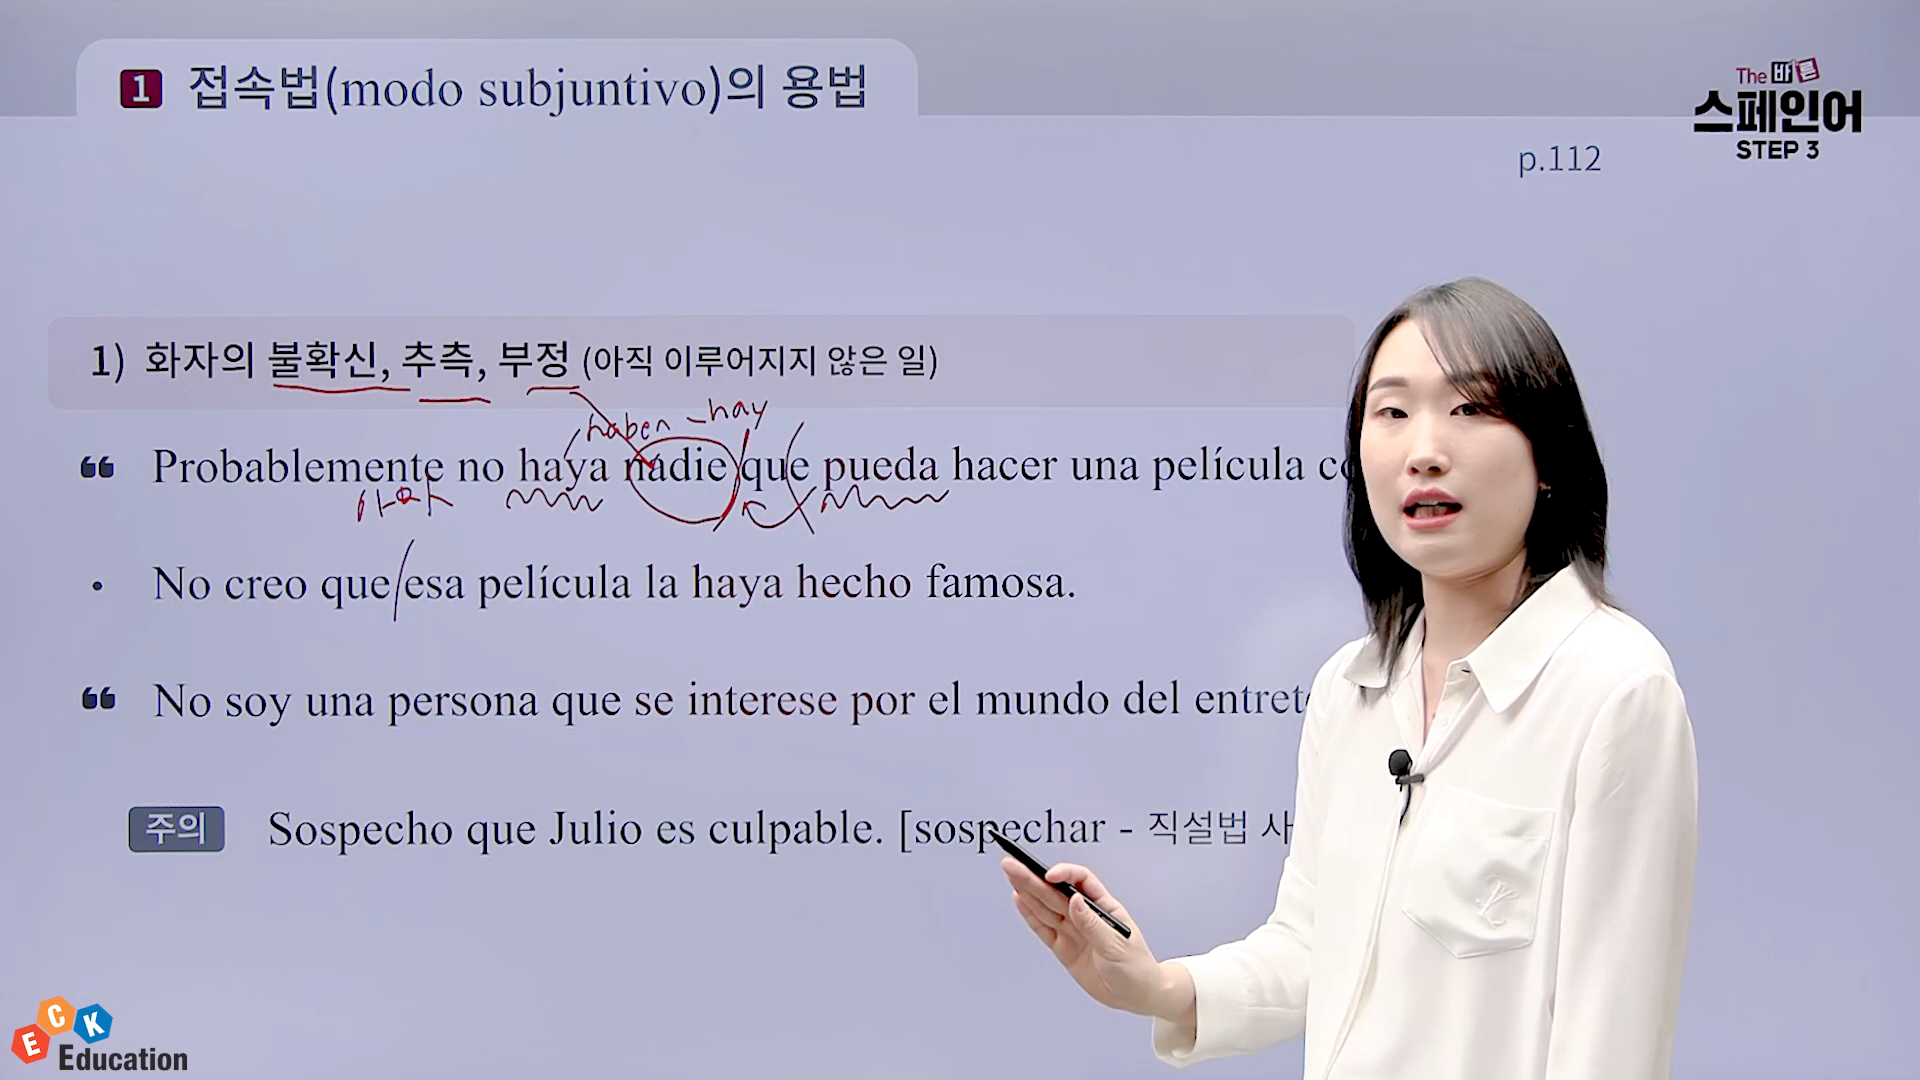 1 접속법(modo subjuntivo)의 용법
The 바른
스페인어
STEP 3
p.112
1) 화자의 불확신, 추측, 부정 (아직 이루어지지 않은 일)
haber - hay
❝ Probablemente no haya nadie que pueda hacer una película
아마
• No creo que esa película la haya hecho famosa.
❝ No soy una persona que se interese por el mundo del
주의 Sospecho que Julio es culpable. [sospechar - 직설법
ECK
Education